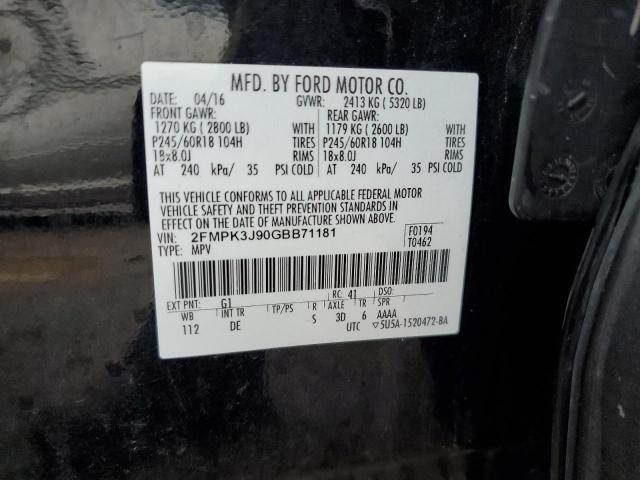 MFD. BY FORD MOTOR CO.
DATE: 04/16 GVWR: 2413 KG ( 5320 LB)
FRONT GAWR: REAR GAWR:
1270 KG ( 2800 LB) WITH 1179 KG ( 2600 LB) WITH
P245/60R18 104H TIRES P245/60R18 104H TIRES
18x8.0J RIMS 18x8.0J RIMS
AT 240 kPa/ 35 PSI COLD AT 240 kPa/ 35 PSI COLD
THIS VEHICLE CONFORMS TO ALL APPLICABLE FEDERAL MOTOR
VEHICLE SAFETY AND THEFT PREVENTION STANDARDS IN
EFFECT ON THE DATE OF MANUFACTURE SHOWN ABOVE.
VIN: 2FMPK3J90GBB71181 F0194
TYPE: MPV T0462
EXT PNT: G1 RC: 41 DSO:
WB INT TR TP/PS R AXLE TR SPR
112 DE S 3D 6 AAAA
UTC ▽5U5A-1520472-BA